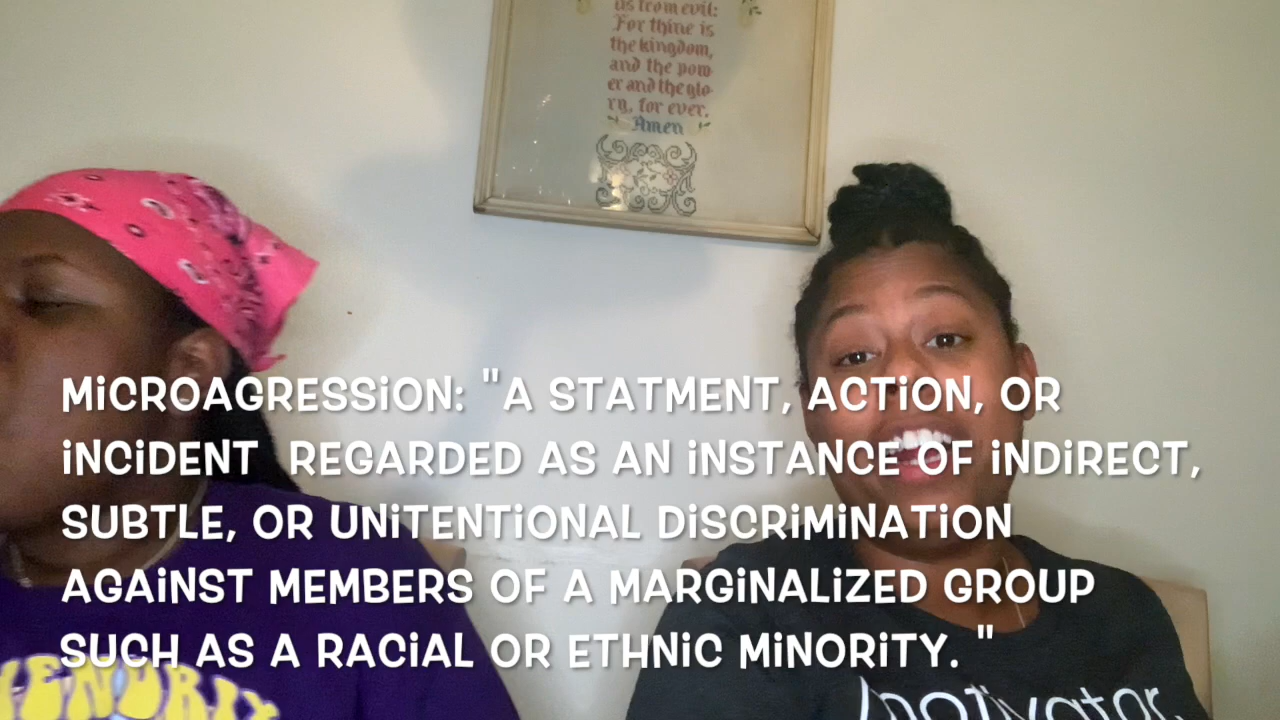 us from evil:
For thine is
the kingdom,
and the pow-
er and the glo-
ry, for ever.
Amen
MiCROAGRESSiON: "A STATMENT, ACTiON, OR
iNCiDENT REGARDED AS AN iNSTANCE OF iNDiRECT,
SUBTLE, OR UNiTENTiONAL DiSCRiMiNATiON
AGAiNST MEMBERS OF A MARGiNALiZED GROUP
SUCH AS A RACiAL OR ETHNiC MiNORiTY. "
motivator